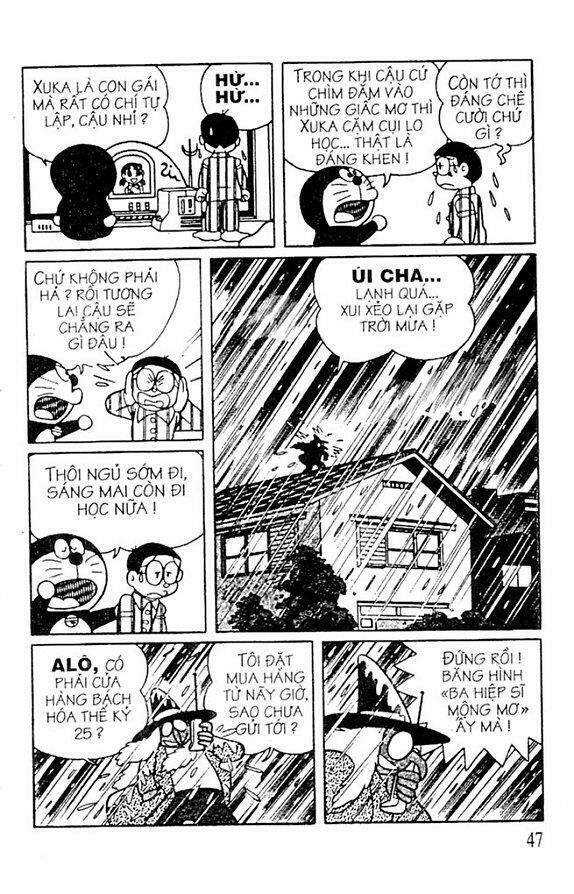 XUKA LÀ CON GÁI
MÀ RẤT CÓ CHÍ TỰ
LẬP, CẬU NHỈ ?
HỪ...
HỪ...
TRONG KHI CẬU CỨ
CHÌM ĐẮM VÀO
NHỮNG GIẤC MƠ THÌ
XUKA CẶM CỤI LO
HỌC... THẬT LÀ
ĐÁNG KHEN !
CÒN TỚ THÌ
ĐÁNG CHÊ
CƯỜI CHỨ
GÌ ?
CHỨ KHÔNG PHẢI
HẢ ? RỒI TƯƠNG
LAI CẬU SẼ
CHẲNG RA
GÌ ĐÂU !
ÚI CHA...
LẠNH QUÁ...
XUI XẺO LẠI GẶP
TRỜI MƯA !
THÔI NGỦ SỚM ĐI,
SÁNG MAI CÒN ĐI
HỌC NỮA !
ALÔ, CÓ
PHẢI CỬA
HÀNG BÁCH
HÓA THẾ KỶ
25 ?
TÔI ĐẶT
MUA HÀNG
TỪ NÃY GIỜ,
SAO CHƯA
GỬI TỚI ?
ĐÚNG RỒI !
BĂNG HÌNH
«BA HIỆP SĨ
MỘNG MƠ»
ẤY MÀ !
47